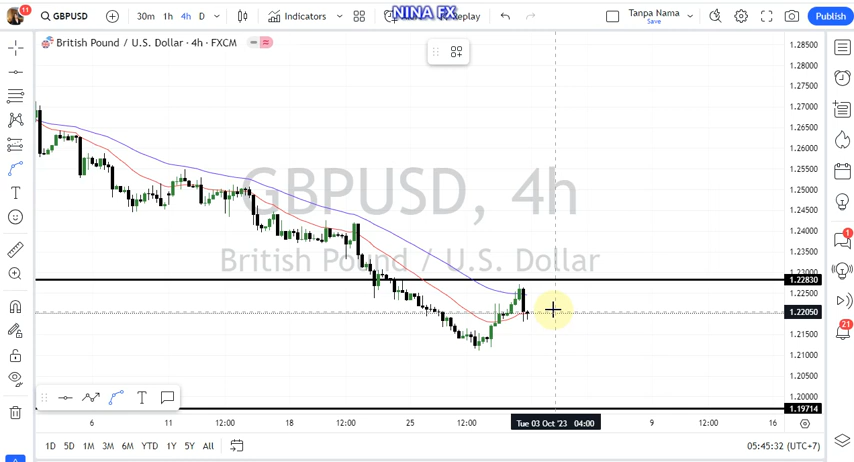 GBPUSD
30m 1h 4h D
Indicators
NINA FX
Replay
Tanpa Nama
Save
Publish
British Pound / U.S. Dollar · 4h · FXCM
GBPUSD, 4h
British Pound / U.S. Dollar
1.28500
1.28000
1.27500
1.27000
1.26500
1.26000
1.25500
1.25000
1.24500
1.24000
1.23500
1.23000
1.22830
1.22500
1.22050
1.21500
1.21000
1.20500
1.20000
1.19714
1
21
T
T
6 11 12:00 18 12:00 25 12:00 Tue 03 Oct '23 04:00 9 12:00 16
1D 5D 1M 3M 6M YTD 1Y 5Y All
05:45:32 (UTC+7)